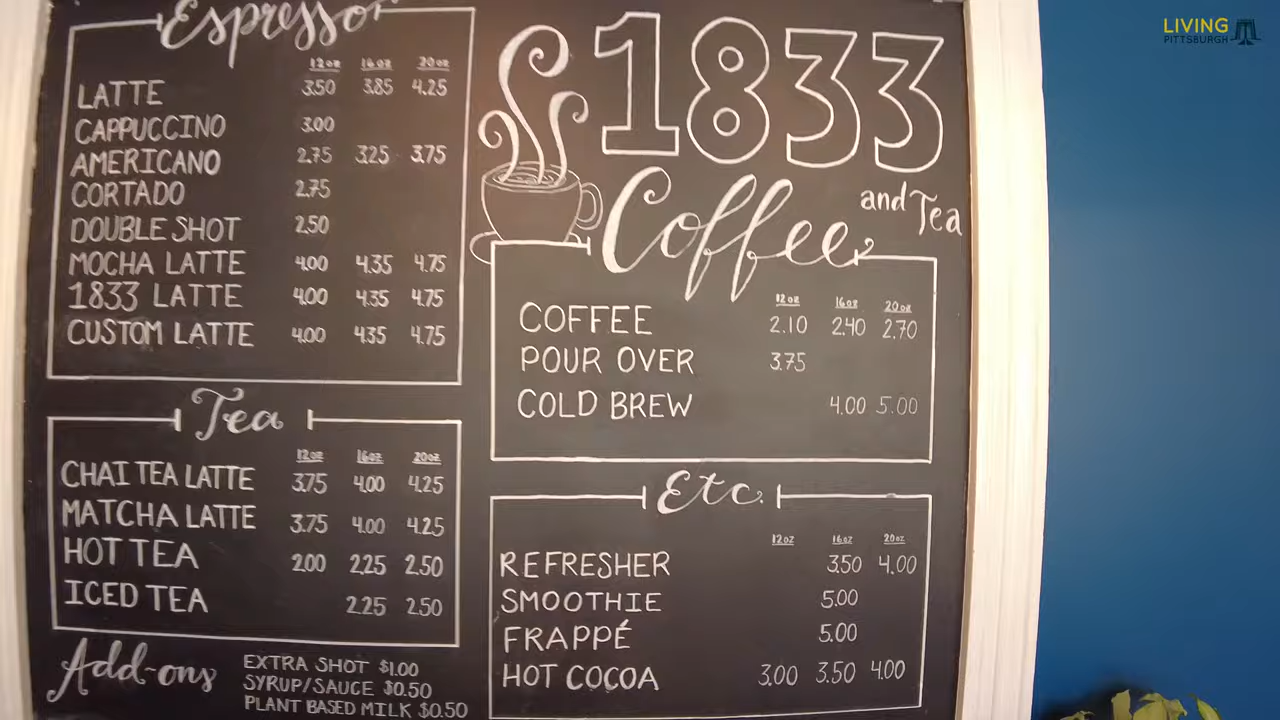 Espresso
12oz 16oz 20oz
LATTE 3.50 3.85 4.25
CAPPUCCINO 3.00
AMERICANO 2.75 3.25 3.75
CORTADO 2.75
DOUBLE SHOT 2.50
MOCHA LATTE 4.00 4.35 4.75
1833 LATTE 4.00 4.35 4.75
CUSTOM LATTE 4.00 4.35 4.75
Tea
12oz 16oz 20oz
CHAI TEA LATTE 3.75 4.00 4.25
MATCHA LATTE 3.75 4.00 4.25
HOT TEA 2.00 2.25 2.50
ICED TEA 2.25 2.50
Add-ons
EXTRA SHOT $1.00
SYRUP/SAUCE $0.50
PLANT BASED MILK $0.50
1833
Coffee and Tea
12oz 16oz 20oz
COFFEE 2.10 2.40 2.70
POUR OVER 3.75
COLD BREW 4.00 5.00
Etc.
12oz 16oz 20oz
REFRESHER 3.50 4.00
SMOOTHIE 5.00
FRAPPÉ 5.00
HOT COCOA 3.00 3.50 4.00
LIVING
PITTSBURGH